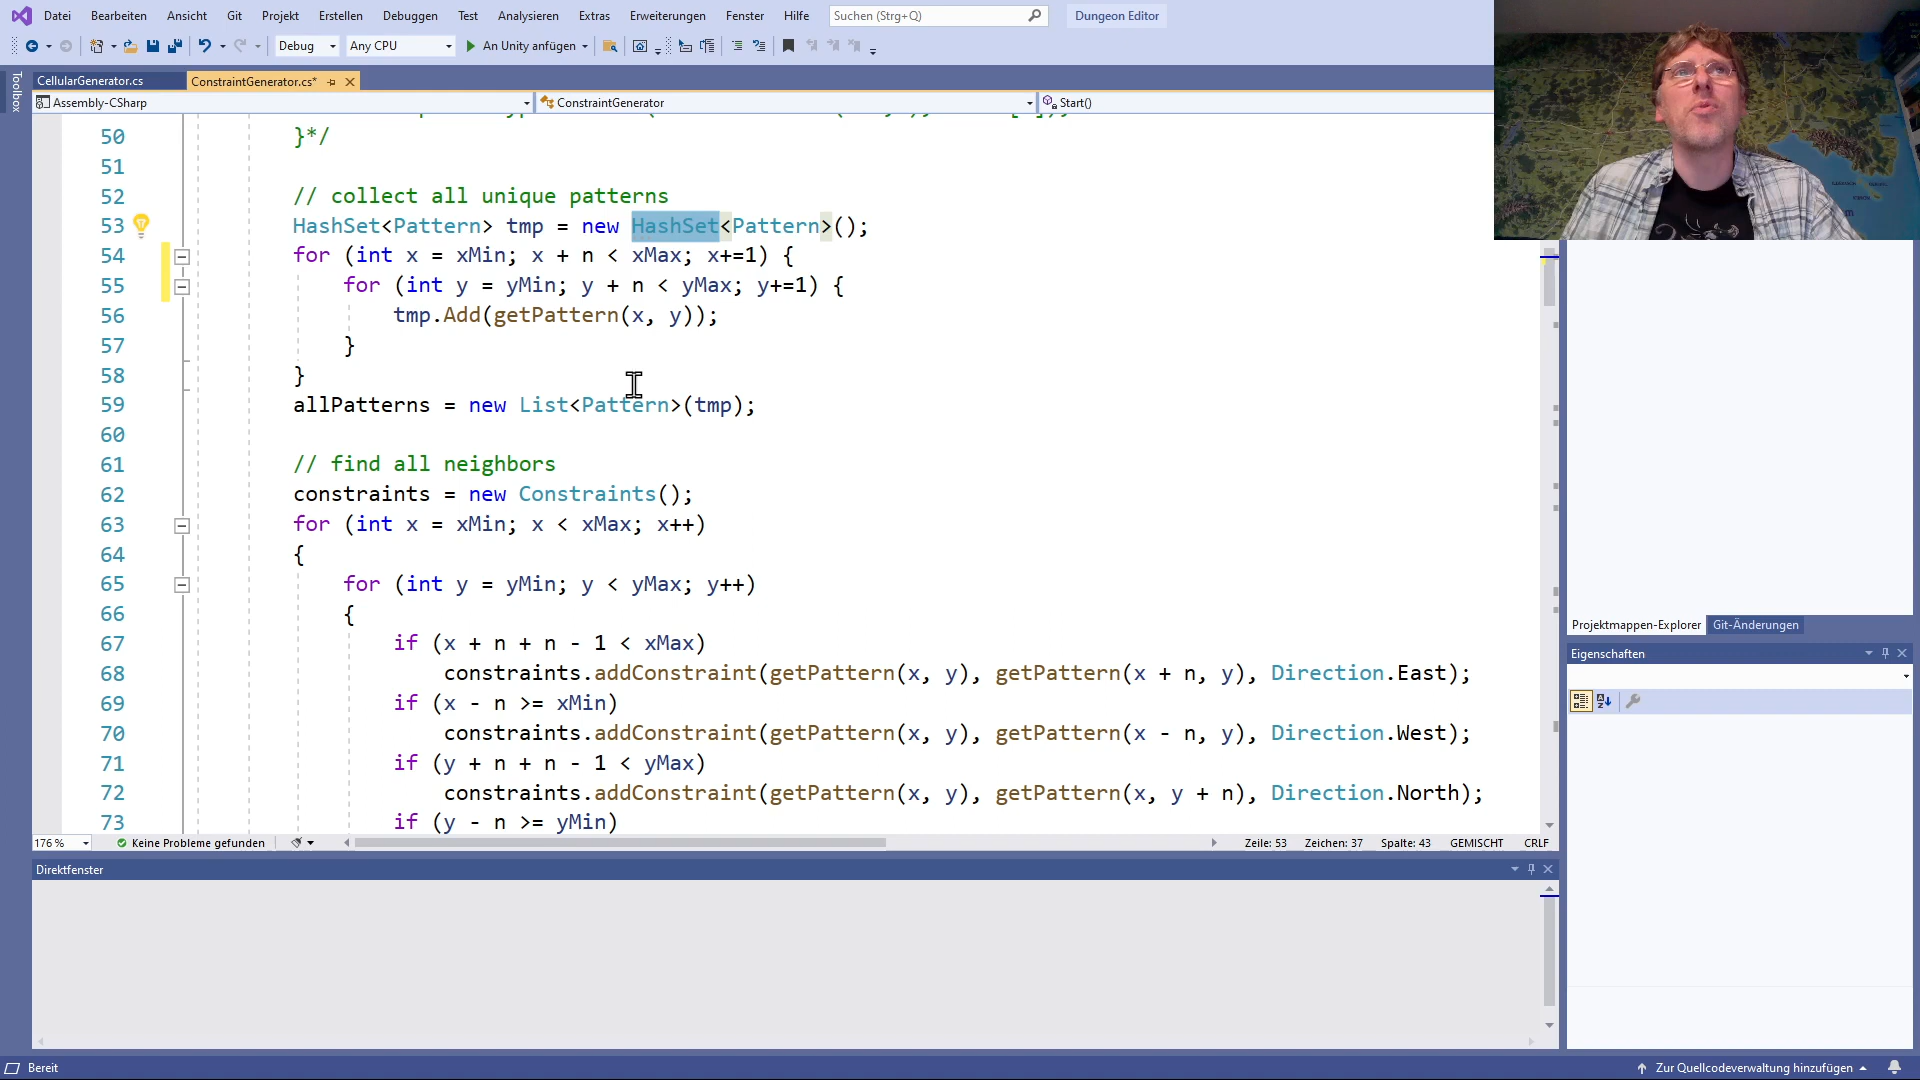 Datei Bearbeiten Ansicht Git Projekt Erstellen Debuggen Test Analysieren Extras Erweiterungen Fenster Hilfe Suchen (Strg+Q) Dungeon Editor
Debug Any CPU An Unity anfügen
Toolbox
CellularGenerator.cs ConstraintGenerator.cs*
Assembly-CSharp ConstraintGenerator Start()
50 }*/
51
52 // collect all unique patterns
53 HashSet<Pattern> tmp = new HashSet<Pattern>();
54 for (int x = xMin; x + n < xMax; x+=1) {
55 for (int y = yMin; y + n < yMax; y+=1) {
56 tmp.Add(getPattern(x, y));
57 }
58 }
59 allPatterns = new List<Pattern>(tmp);
60
61 // find all neighbors
62 constraints = new Constraints();
63 for (int x = xMin; x < xMax; x++)
64 {
65 for (int y = yMin; y < yMax; y++)
66 {
67 if (x + n + n - 1 < xMax)
68 constraints.addConstraint(getPattern(x, y), getPattern(x + n, y), Direction.East);
69 if (x - n >= xMin)
70 constraints.addConstraint(getPattern(x, y), getPattern(x - n, y), Direction.West);
71 if (y + n + n - 1 < yMax)
72 constraints.addConstraint(getPattern(x, y), getPattern(x, y + n), Direction.North);
73 if (y - n >= yMin)
176 % Keine Probleme gefunden Zeile: 53 Zeichen: 37 Spalte: 43 GEMISCHT CRLF
Direktfenster
Projektmappen-Explorer Git-Änderungen
Eigenschaften
Bereit Zur Quellcodeverwaltung hinzufügen